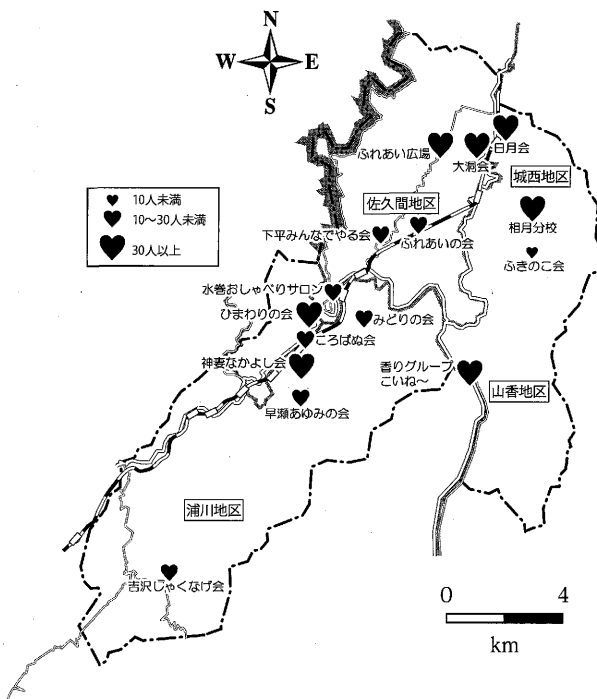 N
W E
S
10人未満
10～30人未満
30人以上
ふれあい広場
大洞会
日月会
城西地区
佐久間地区
相月分校
下平みんなでやる会
ふれあいの会
ふきのこ会
水巻おしゃべりサロン
ひまわりの会
みどりの会
ころばぬ会
神妻なかよし会
香りグループ
こいね～
山香地区
早瀬あゆみの会
浦川地区
吉沢しゃくなげ会
0 4
km